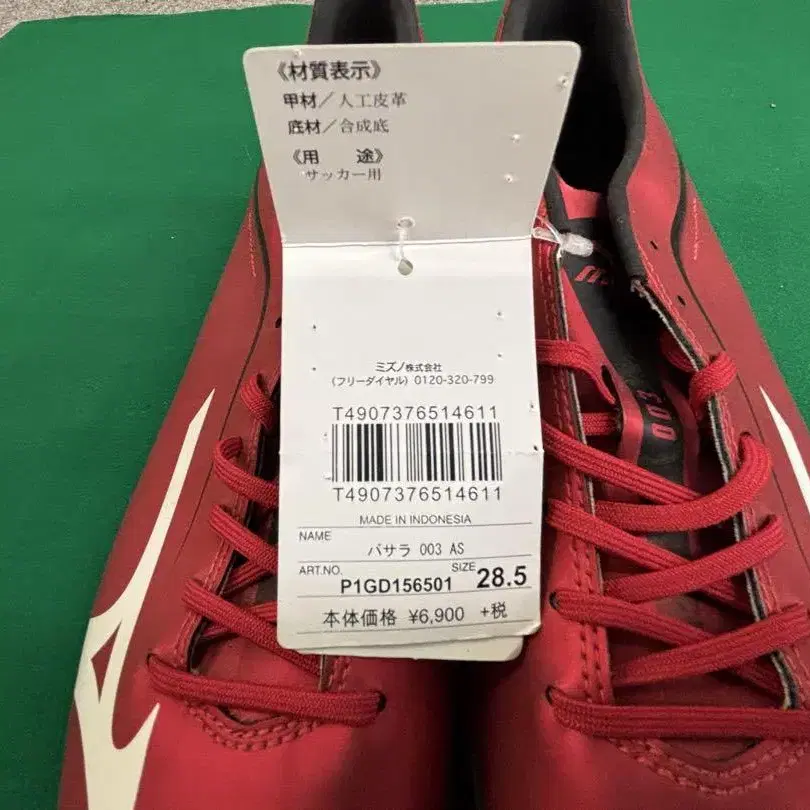 《材質表示》
甲材／人工皮革
底材／合成底
《用　途》
サッカー用
ミズノ株式会社
（フリーダイヤル）0120-320-799
T4907376514611
T4907376514611
MADE IN INDONESIA
NAME
バサラ 003 AS
ART.NO. P1GD156501 SIZE 28.5
本体価格 ¥6,900 +税
003